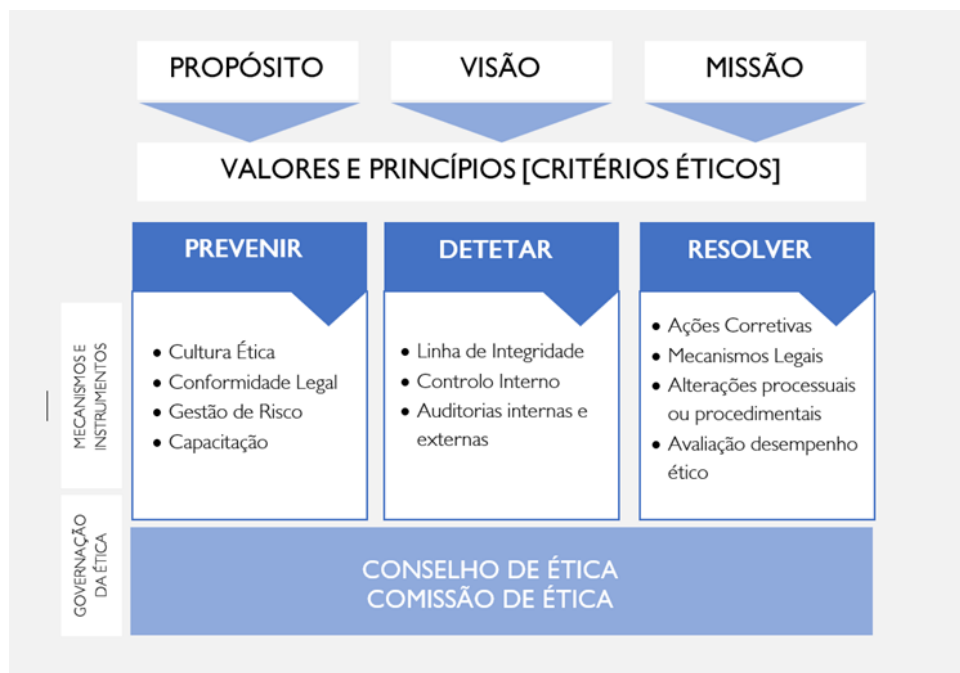 PROPÓSITO
VISÃO
MISSÃO
VALORES E PRINCÍPIOS [CRITÉRIOS ÉTICOS]
MECANISMOS E
INSTRUMENTOS
PREVENIR
• Cultura Ética
• Conformidade Legal
• Gestão de Risco
• Capacitação
DETETAR
• Linha de Integridade
• Controlo Interno
• Auditorias internas e
externas
RESOLVER
• Ações Corretivas
• Mecanismos Legais
• Alterações processuais
ou procedimentais
• Avaliação desempenho
ético
GOVERNAÇÃO
DA ÉTICA
CONSELHO DE ÉTICA
COMISSÃO DE ÉTICA